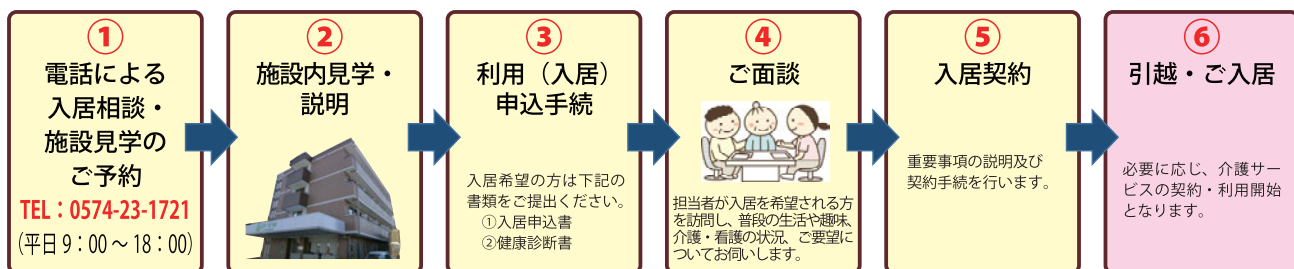 ①
電話による
入居相談・
施設見学の
ご予約
TEL：0574-23-1721
(平日 9：00 ～ 18：00)
②
施設内見学・
説明
③
利用（入居）
申込手続
入居希望の方は下記の
書類をご提出ください。
①入居申込書
②健康診断書
④
ご面談
担当者が入居を希望される方
を訪問し、普段の生活や趣味、
介護・看護の状況、ご要望に
ついてお伺いします。
⑤
入居契約
重要事項の説明及び
契約手続を行います。
⑥
引越・ご入居
必要に応じ、介護サー
ビスの契約・利用開始
となります。